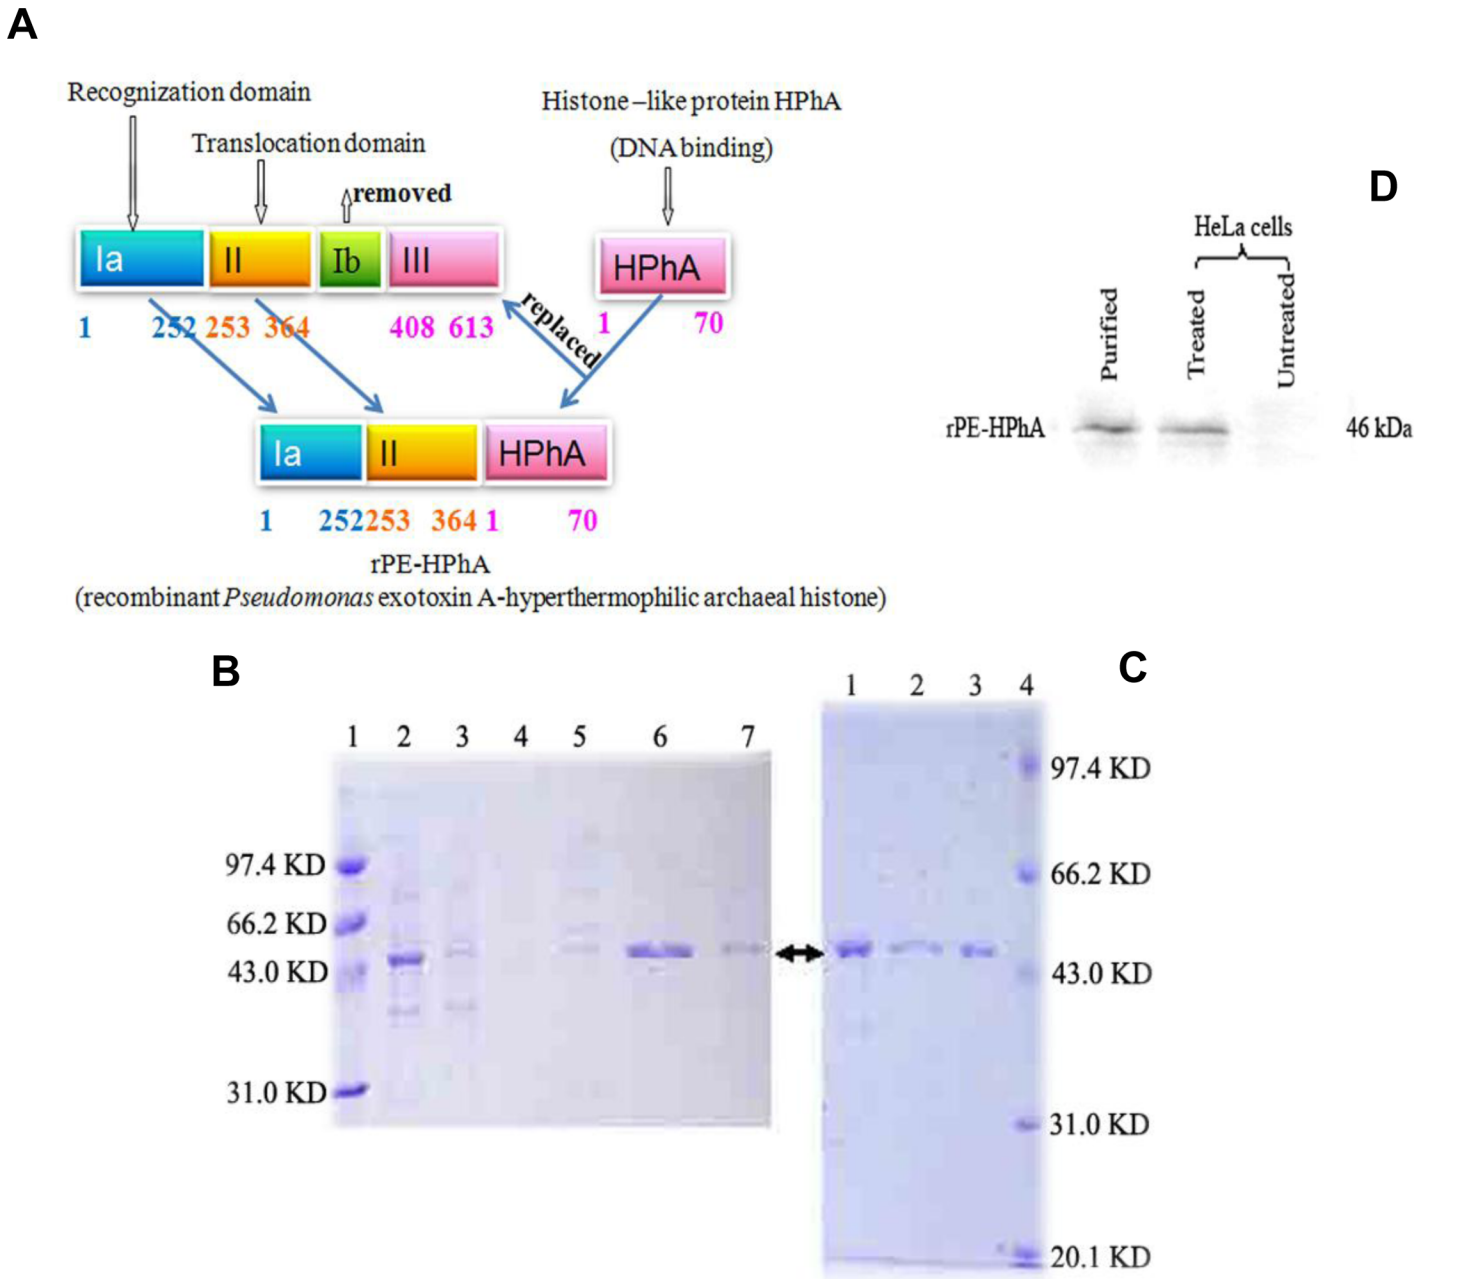 A
Recognization domain
Translocation domain
removed
Histone–like protein HPhA
(DNA binding)
Ia II Ib III
HPhA
1 252 253 364 408 613
1 70
replaced
Ia II HPhA
1 252 253 364 1 70
rPE-HPhA
(recombinant Pseudomonas exotoxin A-hyperthermophilic archaeal histone)
D
HeLa cells
Purified
Treated
Untreated
rPE-HPhA
46 kDa
B
1 2 3 4 5 6 7
97.4 KD
66.2 KD
43.0 KD
31.0 KD
C
1 2 3 4
97.4 KD
66.2 KD
43.0 KD
31.0 KD
20.1 KD